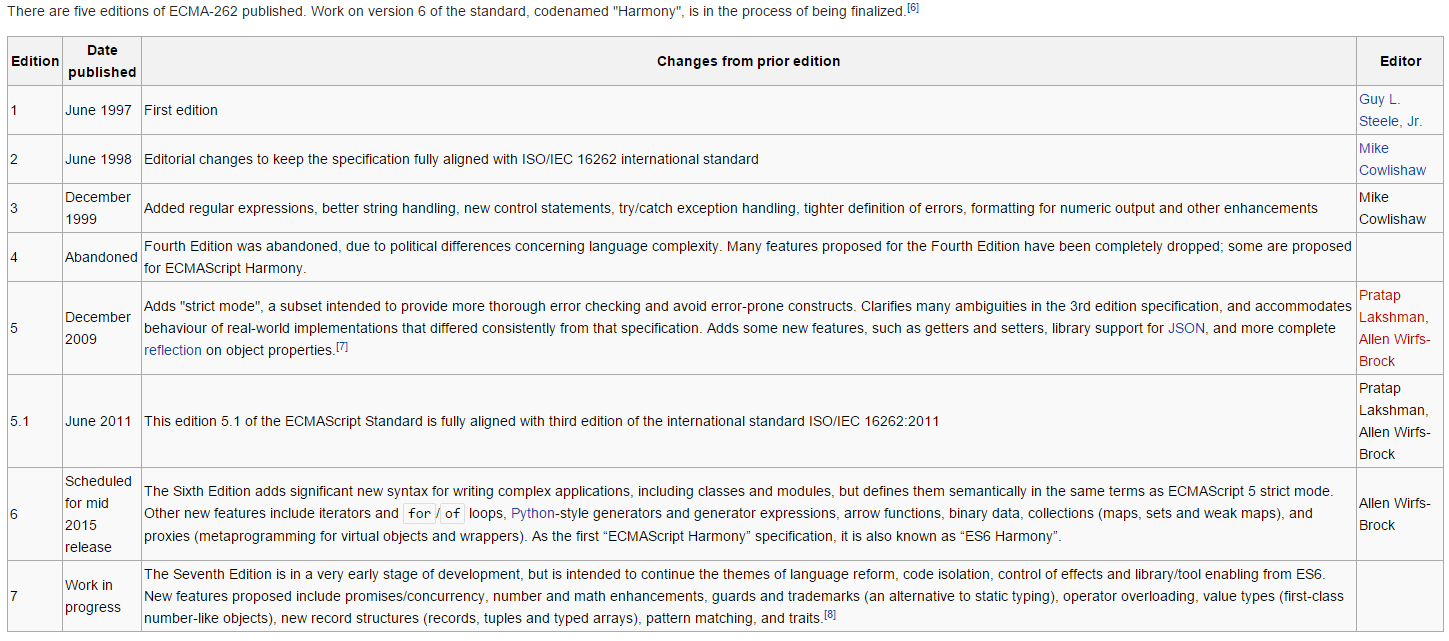 There are five editions of ECMA-262 published. Work on version 6 of the standard, codenamed "Harmony", is in the process of being finalized.[6]
Edition
Date
published
Changes from prior edition
Editor
1
June 1997
First edition
Guy L.
Steele, Jr.
2
June 1998
Editorial changes to keep the specification fully aligned with ISO/IEC 16262 international standard
Mike
Cowlishaw
3
December
1999
Added regular expressions, better string handling, new control statements, try/catch exception handling, tighter definition of errors, formatting for numeric output and other enhancements
Mike
Cowlishaw
4
Abandoned
Fourth Edition was abandoned, due to political differences concerning language complexity. Many features proposed for the Fourth Edition have been completely dropped; some are proposed
for ECMAScript Harmony.
5
December
2009
Adds "strict mode", a subset intended to provide more thorough error checking and avoid error-prone constructs. Clarifies many ambiguities in the 3rd edition specification, and accommodates
behaviour of real-world implementations that differed consistently from that specification. Adds some new features, such as getters and setters, library support for JSON, and more complete
reflection on object properties.[7]
Pratap
Lakshman,
Allen Wirfs-
Brock
5.1
June 2011
This edition 5.1 of the ECMAScript Standard is fully aligned with third edition of the international standard ISO/IEC 16262:2011
Pratap
Lakshman,
Allen Wirfs-
Brock
6
Scheduled
for mid
2015
release
The Sixth Edition adds significant new syntax for writing complex applications, including classes and modules, but defines them semantically in the same terms as ECMAScript 5 strict mode.
Other new features include iterators and for/of loops, Python-style generators and generator expressions, arrow functions, binary data, collections (maps, sets and weak maps), and
proxies (metaprogramming for virtual objects and wrappers). As the first “ECMAScript Harmony” specification, it is also known as “ES6 Harmony”.
Allen Wirfs-
Brock
7
Work in
progress
The Seventh Edition is in a very early stage of development, but is intended to continue the themes of language reform, code isolation, control of effects and library/tool enabling from ES6.
New features proposed include promises/concurrency, number and math enhancements, guards and trademarks (an alternative to static typing), operator overloading, value types (first-class
number-like objects), new record structures (records, tuples and typed arrays), pattern matching, and traits.[8]